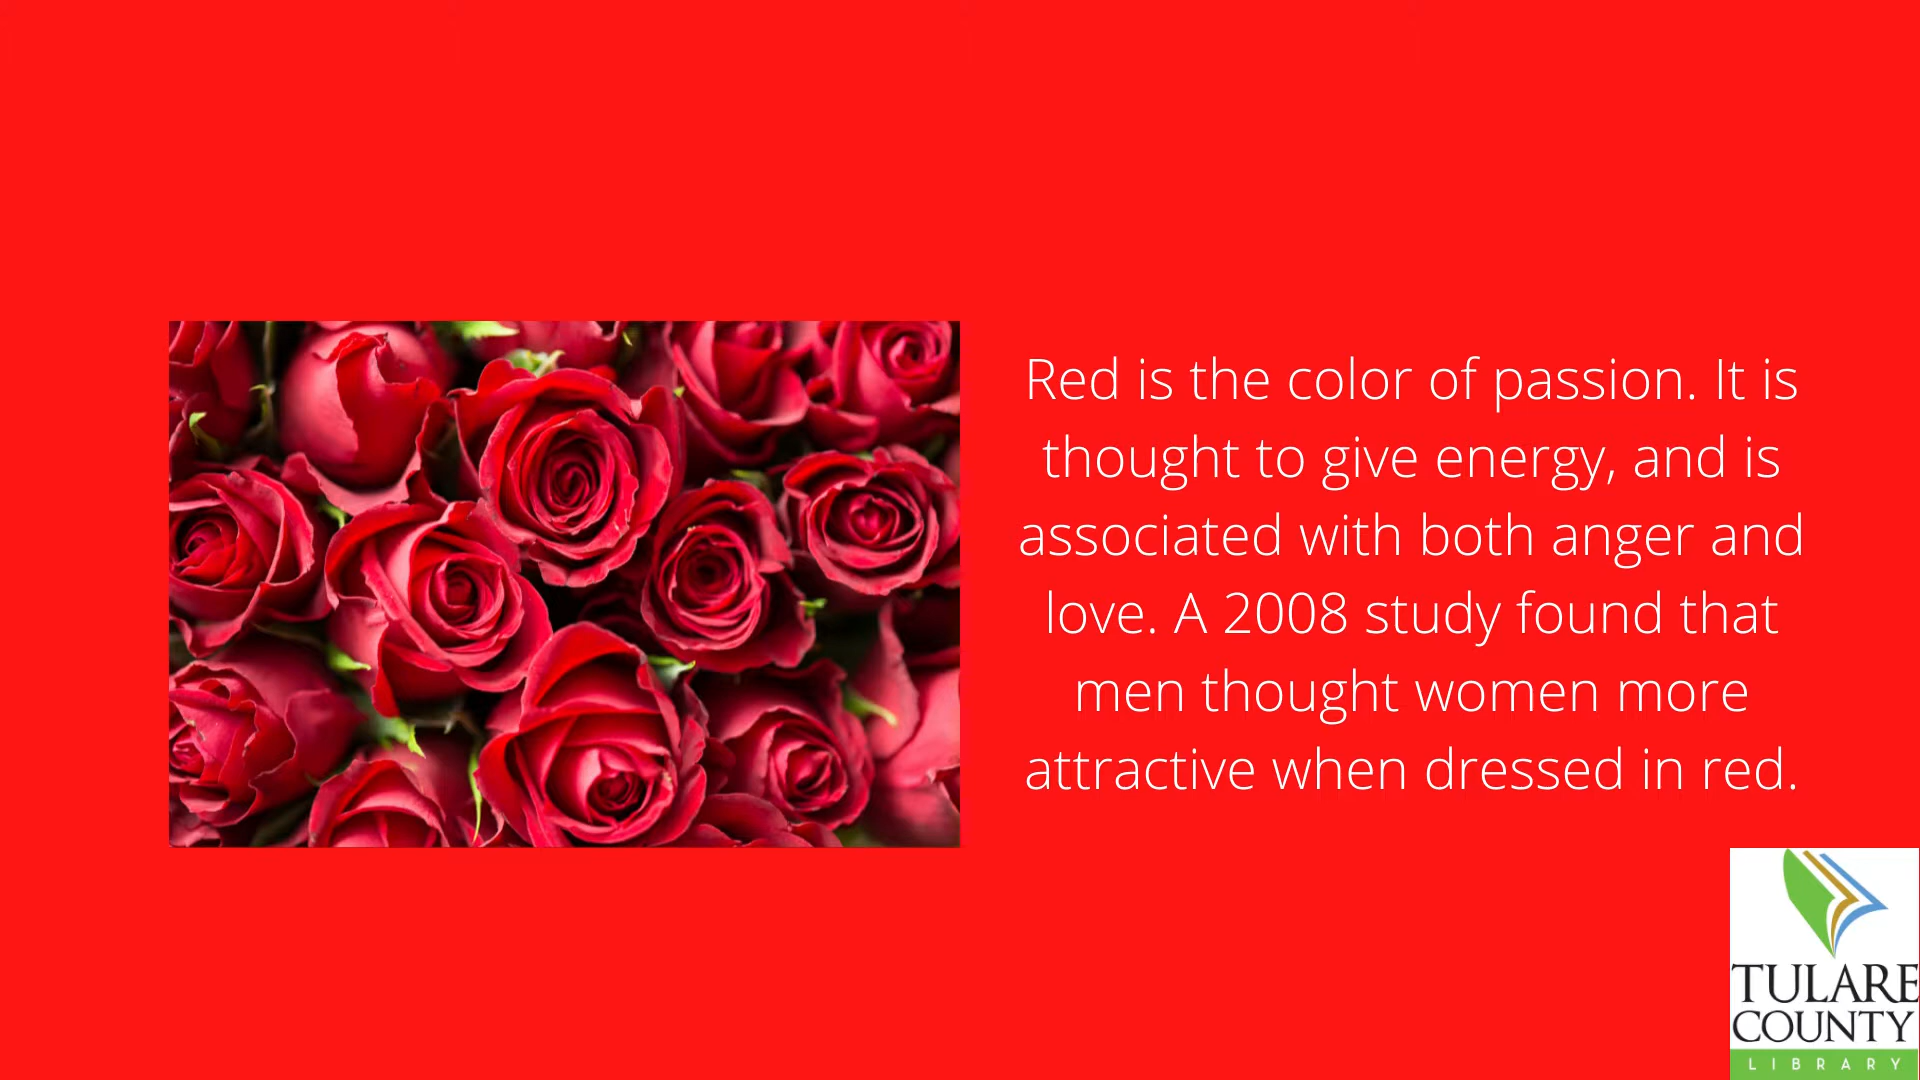 Red is the color of passion. It is
thought to give energy, and is
associated with both anger and
love. A 2008 study found that
men thought women more
attractive when dressed in red.
TULARE
COUNTY
LIBRARY